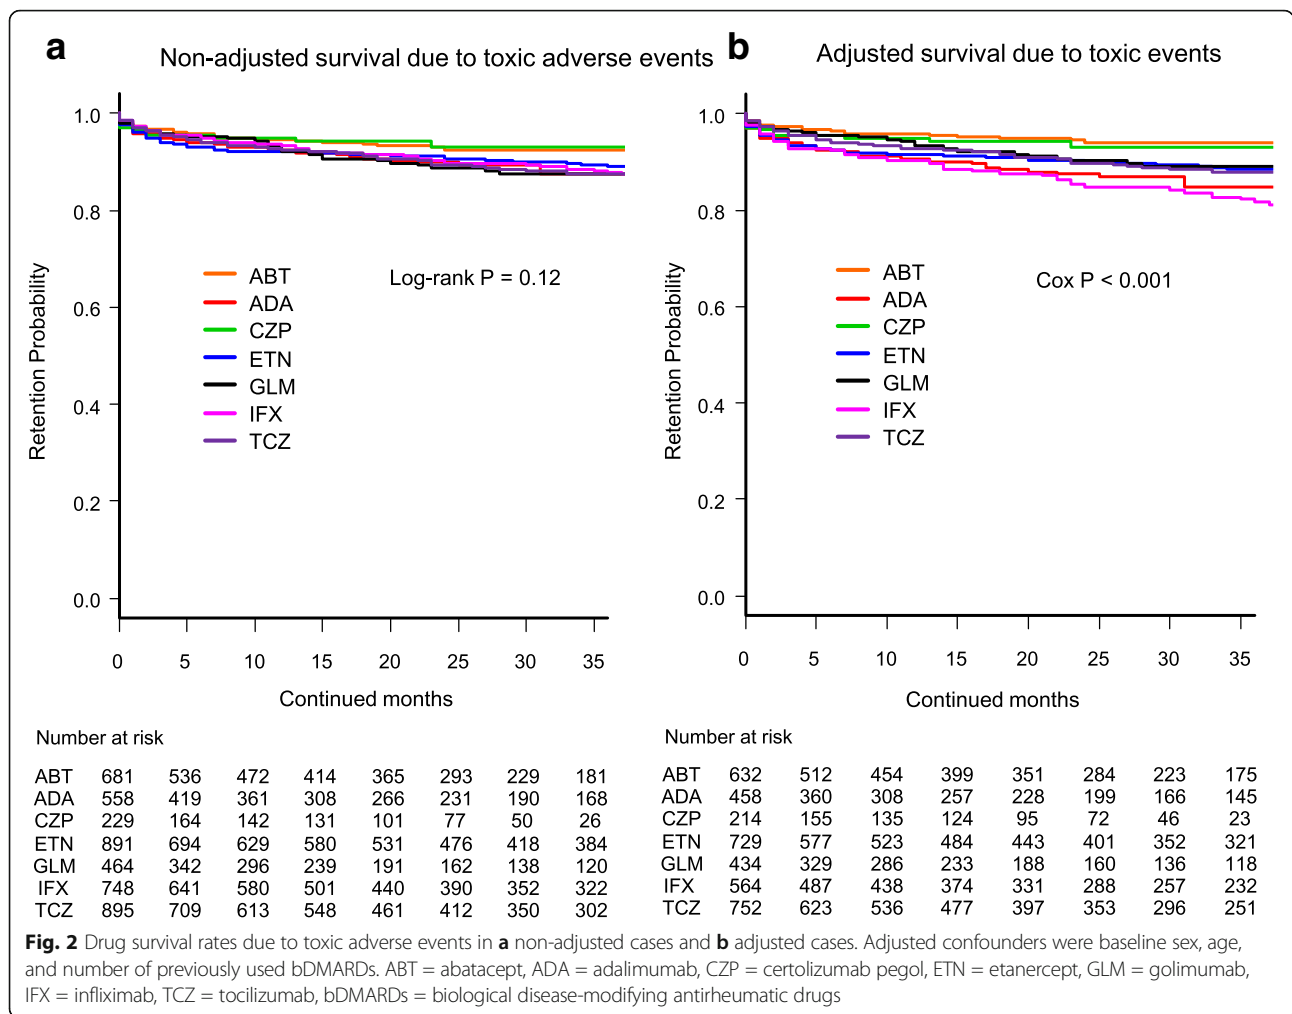 a
Non-adjusted survival due to toxic adverse events
1.0
0.8
0.6
0.4
0.2
0.0
Retention Probability
ABT
ADA
CZP
ETN
GLM
IFX
TCZ
Log-rank P = 0.12
0 5 10 15 20 25 30 35
Continued months
Number at risk
ABT 681 536 472 414 365 293 229 181
ADA 558 419 361 308 266 231 190 168
CZP 229 164 142 131 101 77 50 26
ETN 891 694 629 580 531 476 418 384
GLM 464 342 296 239 191 162 138 120
IFX 748 641 580 501 440 390 352 322
TCZ 895 709 613 548 461 412 350 302
b
Adjusted survival due to toxic events
1.0
0.8
0.6
0.4
0.2
0.0
Retention Probability
ABT
ADA
CZP
ETN
GLM
IFX
TCZ
Cox P < 0.001
0 5 10 15 20 25 30 35
Continued months
Number at risk
ABT 632 512 454 399 351 284 223 175
ADA 458 360 308 257 228 199 166 145
CZP 214 155 135 124 95 72 46 23
ETN 729 577 523 484 443 401 352 321
GLM 434 329 286 233 188 160 136 118
IFX 564 487 438 374 331 288 257 232
TCZ 752 623 536 477 397 353 296 251
Fig. 2 Drug survival rates due to toxic adverse events in a non-adjusted cases and b adjusted cases. Adjusted confounders were baseline sex, age,
and number of previously used bDMARDs. ABT = abatacept, ADA = adalimumab, CZP = certolizumab pegol, ETN = etanercept, GLM = golimumab,
IFX = infliximab, TCZ = tocilizumab, bDMARDs = biological disease-modifying antirheumatic drugs